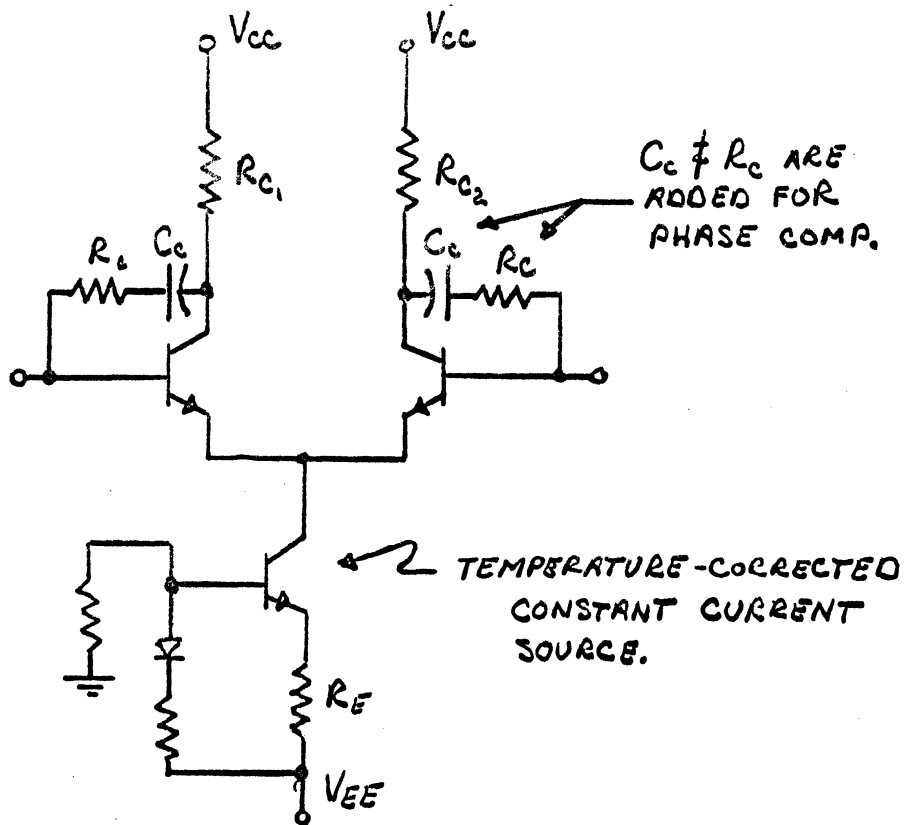 Vcc Vcc
Rc1 Rc2
Cc & Rc ARE
ADDED FOR
PHASE COMP.
Rc Cc Cc Rc
TEMPERATURE-CORRECTED
CONSTANT CURRENT
SOURCE.
RE
VEE